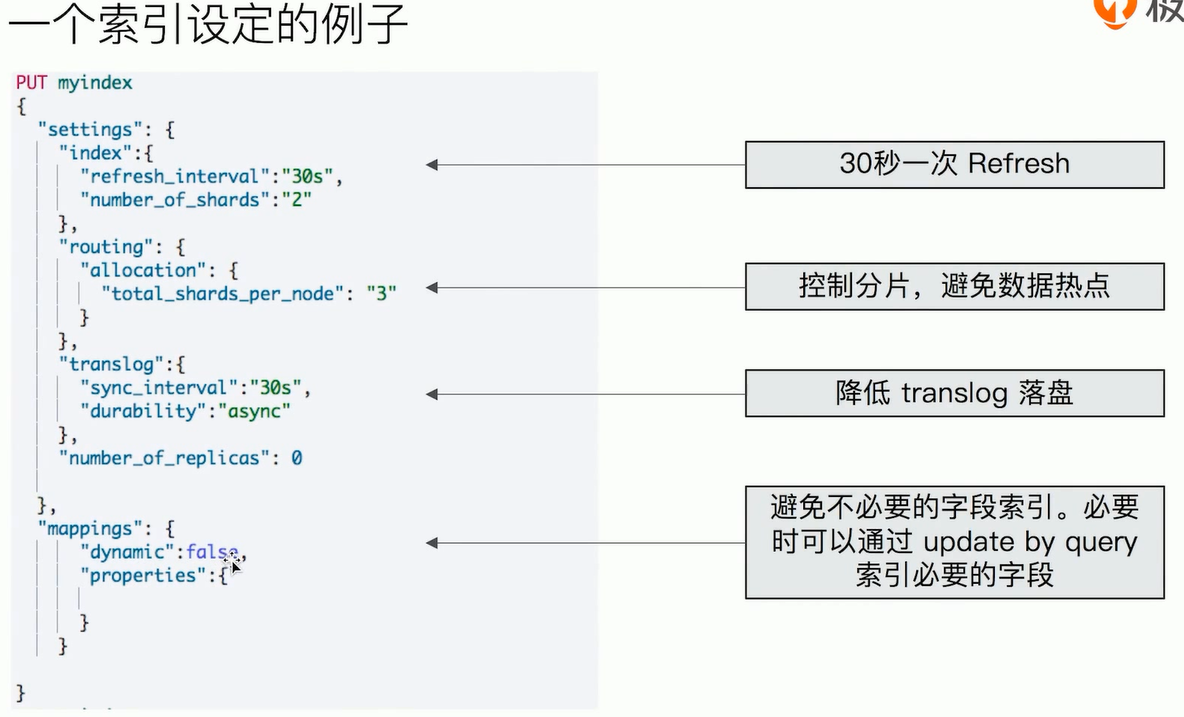 一个索引设定的例子
极
PUT myindex
{
"settings": {
"index":{
"refresh_interval":"30s",
"number_of_shards":"2"
},
"routing": {
"allocation": {
"total_shards_per_node": "3"
}
},
"translog":{
"sync_interval":"30s",
"durability":"async"
},
"number_of_replicas": 0
},
"mappings": {
"dynamic":false,
"properties":{
}
}
}
30秒一次 Refresh
控制分片，避免数据热点
降低 translog 落盘
避免不必要的字段索引。必要
时可以通过 update by query
索引必要的字段